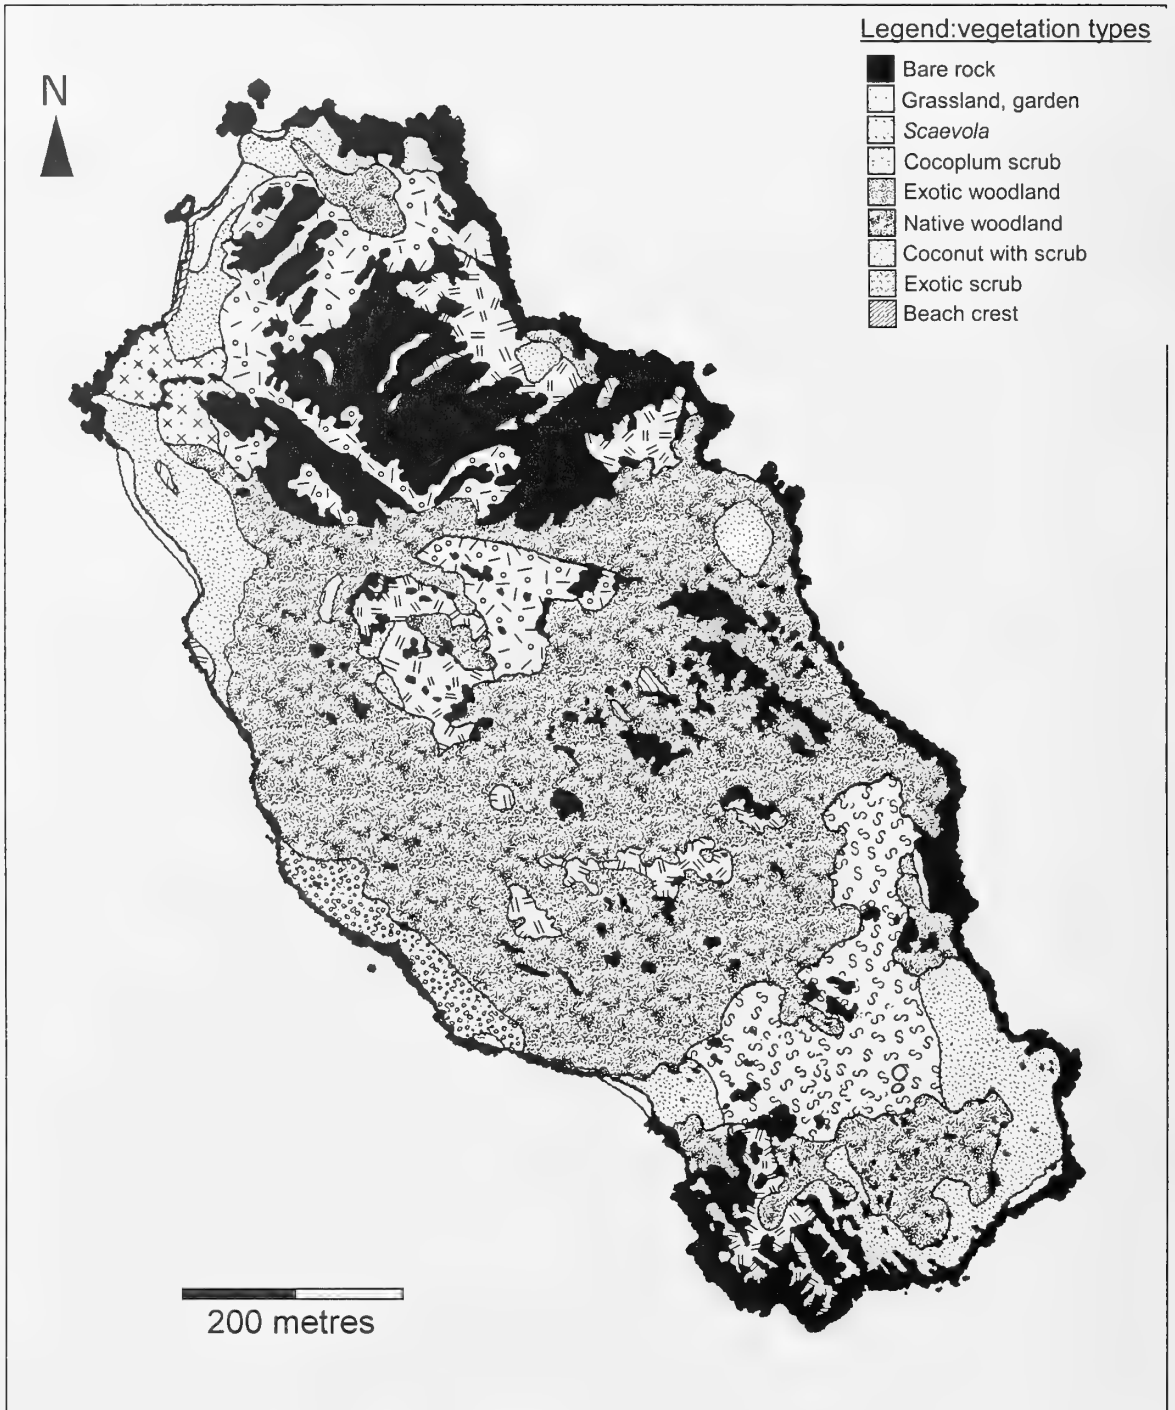 Legend:vegetation types
Bare rock
Grassland, garden
Scaevola
Cocoplum scrub
Exotic woodland
Native woodland
Coconut with scrub
Exotic scrub
Beach crest
N
200 metres